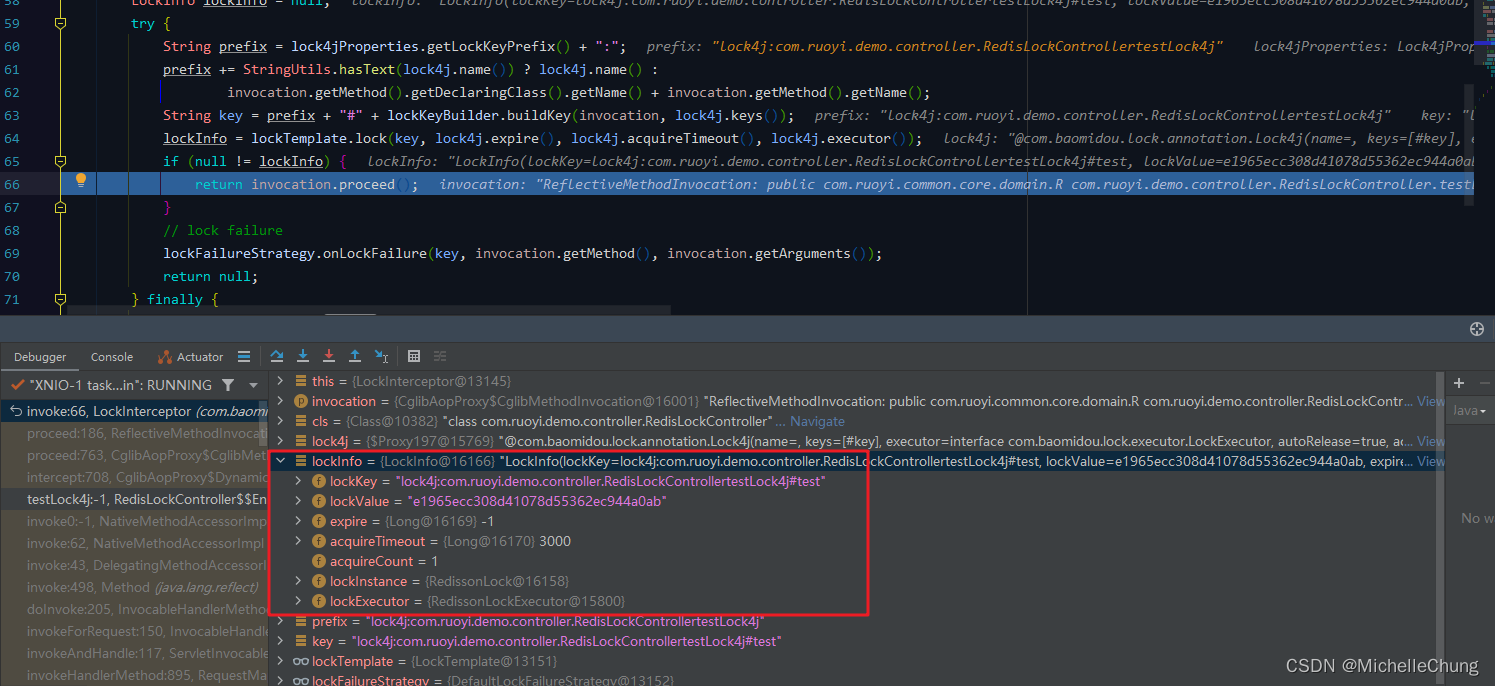 58 LockInfo lockInfo = null; lockInfo: "LockInfo(lockKey=lock4j:com.ruoyi.demo.controller.RedisLockControllertestLock4j#test, lockValue=e1965ecc308d41078d55362ec944a0ab,
59 try {
60 String prefix = lock4jProperties.getLockKeyPrefix() + ":"; prefix: "lock4j:com.ruoyi.demo.controller.RedisLockControllertestLock4j" lock4jProperties: Lock4jProp
61 prefix += StringUtils.hasText(lock4j.name()) ? lock4j.name() :
62 invocation.getMethod().getDeclaringClass().getName() + invocation.getMethod().getName();
63 String key = prefix + "#" + lockKeyBuilder.buildKey(invocation, lock4j.keys()); prefix: "lock4j:com.ruoyi.demo.controller.RedisLockControllertestLock4j" key: "l
64 lockInfo = lockTemplate.lock(key, lock4j.expire(), lock4j.acquireTimeout(), lock4j.executor()); lock4j: "@com.baomidou.lock.annotation.Lock4j(name=, keys=[#key], e
65 if (null != lockInfo) { lockInfo: "LockInfo(lockKey=lock4j:com.ruoyi.demo.controller.RedisLockControllertestLock4j#test, lockValue=e1965ecc308d41078d55362ec944a0ab
66 return invocation.proceed(); invocation: "ReflectiveMethodInvocation: public com.ruoyi.common.core.domain.R com.ruoyi.demo.controller.RedisLockController.testL
67 }
68 // lock failure
69 lockFailureStrategy.onLockFailure(key, invocation.getMethod(), invocation.getArguments());
70 return null;
71 } finally {
Debugger Console Actuator
"XNIO-1 task...in": RUNNING
invoke:66, LockInterceptor (com.baomi
proceed:186, ReflectiveMethodInvocati
proceed:763, CglibAopProxy$CglibMet
intercept:708, CglibAopProxy$Dynamic
testLock4j:-1, RedisLockController$$En
invoke0:-1, NativeMethodAccessorImpl
invoke:62, NativeMethodAccessorImpl
invoke:43, DelegatingMethodAccessorI
invoke:498, Method (java.lang.reflect)
doInvoke:205, InvocableHandlerMetho
invokeForRequest:150, InvocableHandle
invokeAndHandle:117, ServletInvocable
invokeHandlerMethod:895, RequestMa
this = {LockInterceptor@13145}
invocation = {CglibAopProxy$CglibMethodInvocation@16001} "ReflectiveMethodInvocation: public com.ruoyi.common.core.domain.R com.ruoyi.demo.controller.RedisLockContr... View
cls = {Class@10382} "class com.ruoyi.demo.controller.RedisLockController"... Navigate
lock4j = {$Proxy197@15769} "@com.baomidou.lock.annotation.Lock4j(name=, keys=[#key], executor=interface com.baomidou.lock.executor.LockExecutor, autoRelease=true, ac... View
lockInfo = {LockInfo@16166} "LockInfo(lockKey=lock4j:com.ruoyi.demo.controller.RedisLockControllertestLock4j#test, lockValue=e1965ecc308d41078d55362ec944a0ab, expire... View
lockKey = "lock4j:com.ruoyi.demo.controller.RedisLockControllertestLock4j#test"
lockValue = "e1965ecc308d41078d55362ec944a0ab"
expire = {Long@16169} -1
acquireTimeout = {Long@16170} 3000
acquireCount = 1
lockInstance = {RedissonLock@16158}
lockExecutor = {RedissonLockExecutor@15800}
prefix = "lock4j:com.ruoyi.demo.controller.RedisLockControllertestLock4j"
key = "lock4j:com.ruoyi.demo.controller.RedisLockControllertestLock4j#test"
lockTemplate = {LockTemplate@13151}
lockFailureStrategy = {DefaultLockFailureStrategy@13152}
Java
No w
CSDN @MichelleChung